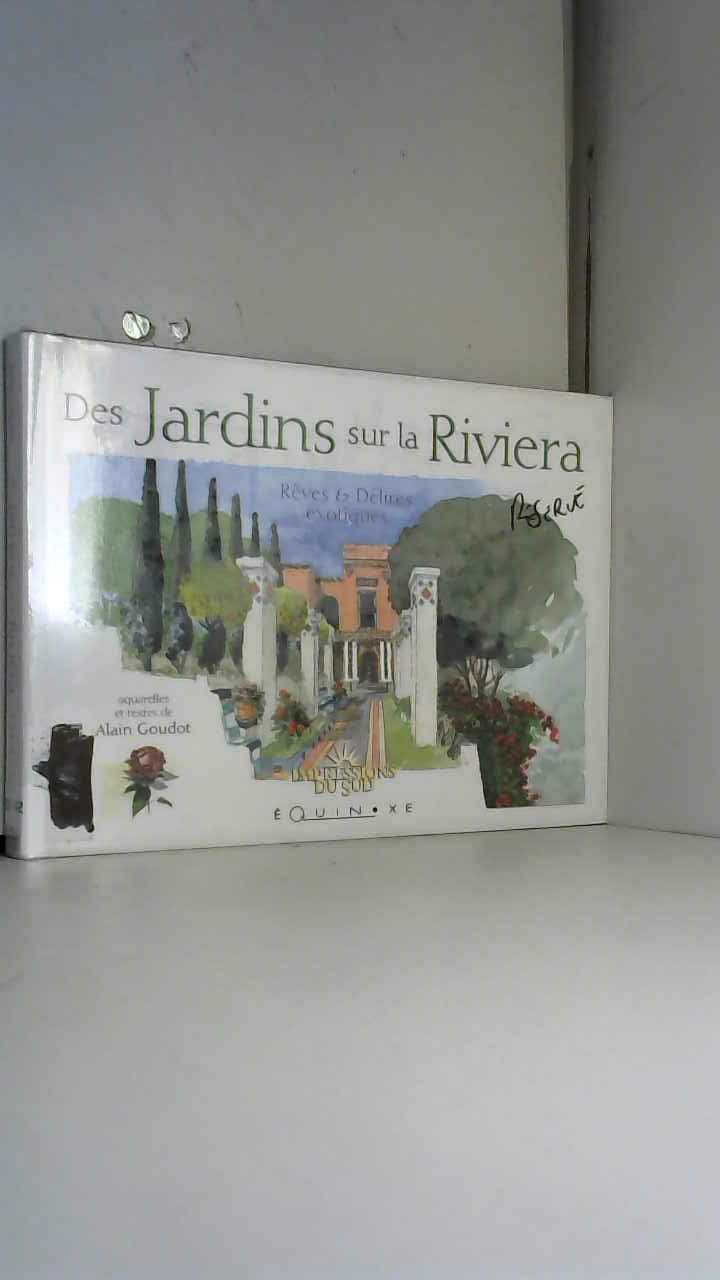 Des Jardins sur la Riviera
Rêves & Délires
exotiques
RéSERVÉ
aquarelles
et textes de
Alain Goudot
IMPRESSIONS
DU SUD
éQUINOXE